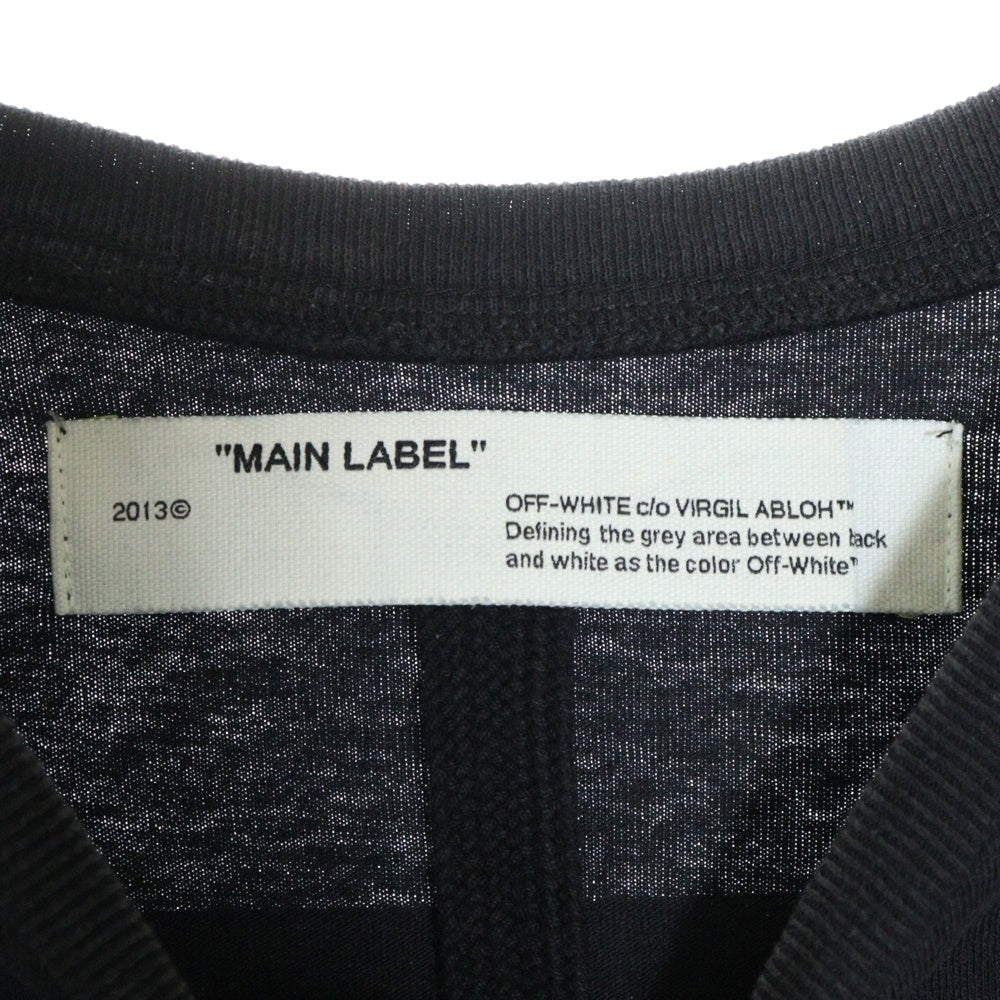 "MAIN LABEL"
2013©
OFF-WHITE c/o VIRGIL ABLOH™
Defining the grey area between back
and white as the color Off-White™